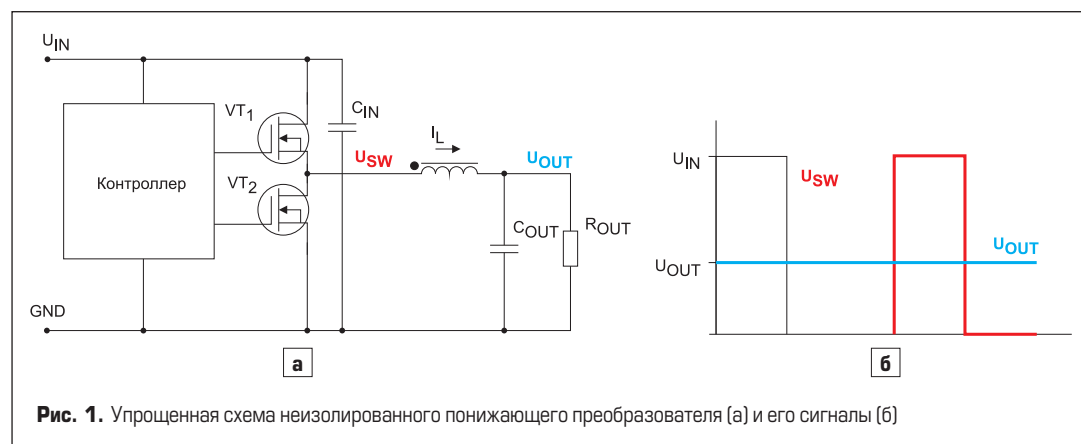 UIN
VT1
CIN
IL
USW
UOUT
Контроллер
VT2
COUT
ROUT
GND
а
UIN
USW
UOUT
UOUT
б
Рис. 1. Упрощенная схема неизолированного понижающего преобразователя (а) и его сигналы (б)